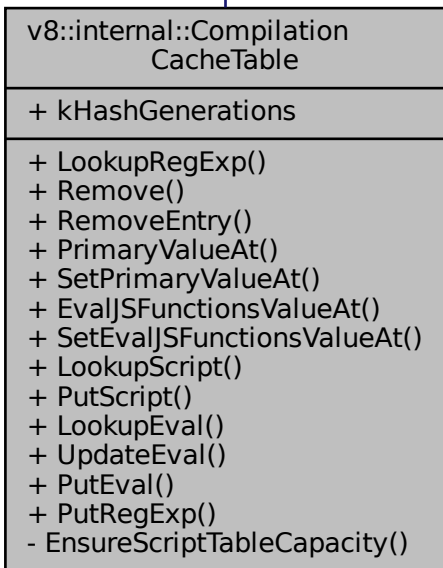 v8::internal::Compilation
CacheTable
+ kHashGenerations
+ LookupRegExp()
+ Remove()
+ RemoveEntry()
+ PrimaryValueAt()
+ SetPrimaryValueAt()
+ EvalJSFunctionsValueAt()
+ SetEvalJSFunctionsValueAt()
+ LookupScript()
+ PutScript()
+ LookupEval()
+ UpdateEval()
+ PutEval()
+ PutRegExp()
- EnsureScriptTableCapacity()